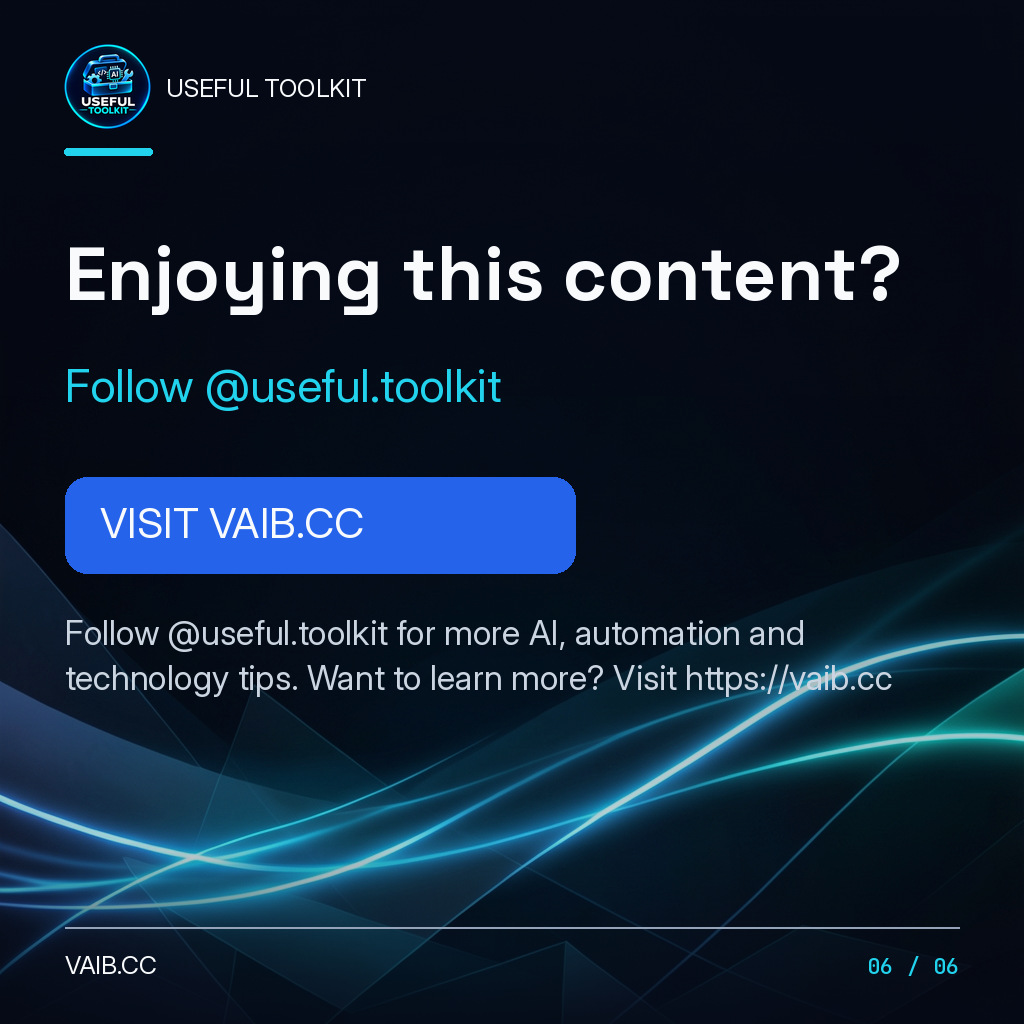 USEFUL
TOOLKIT
AI
USEFUL TOOLKIT
Enjoying this content?
Follow @useful.toolkit
VISIT VAIB.CC
Follow @useful.toolkit for more AI, automation and
technology tips. Want to learn more? Visit https://vaib.cc
VAIB.CC
06 / 06